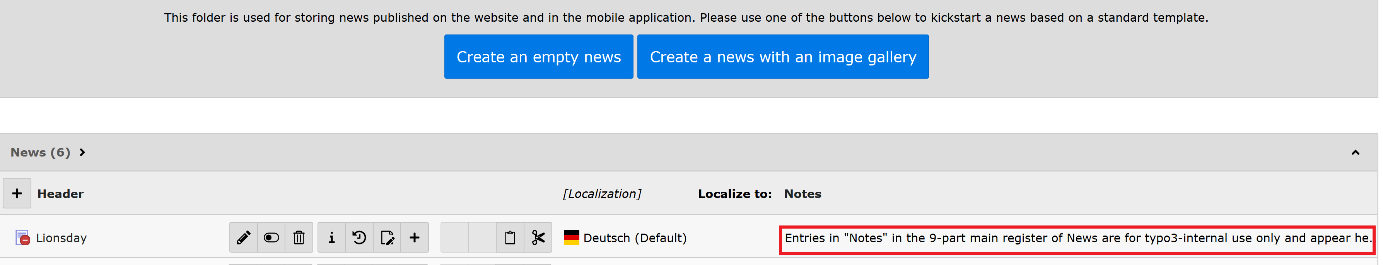 This folder is used for storing news published on the website and in the mobile application. Please use one of the buttons below to kickstart a news based on a standard template.
Create an empty news Create a news with an image gallery
News (6)
Header [Localization] Localize to: Notes
Lionsday Deutsch (Default) Entries in "Notes" in the 9-part main register of News are for typo3-internal use only and appear he.